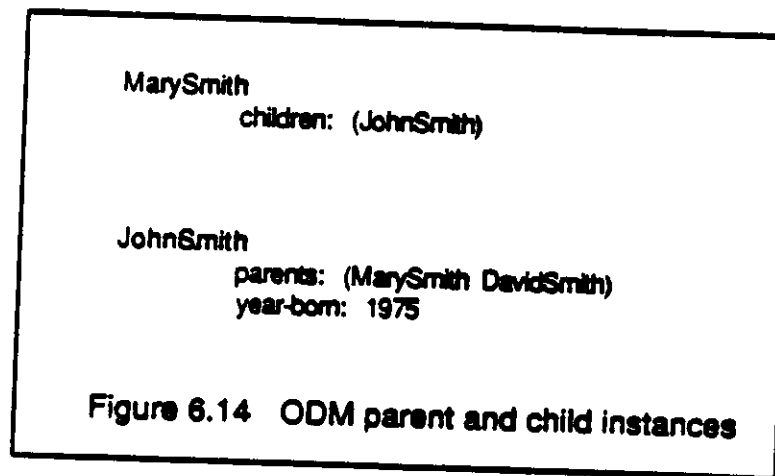 MarySmith
children: (JohnSmith)
JohnSmith
parents: (MarySmith DavidSmith)
year-born: 1975
Figure 6.14 ODM parent and child instances